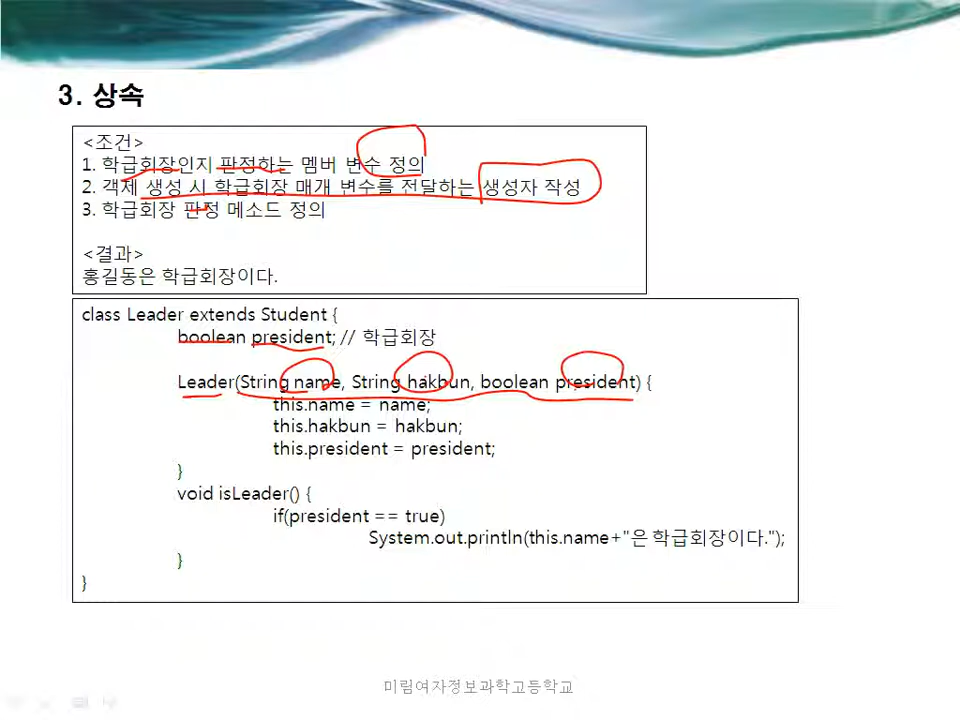 3. 상속
<조건>
1. 학급회장인지 판정하는 멤버 변수 정의
2. 객체 생성 시 학급회장 매개 변수를 전달하는 생성자 작성
3. 학급회장 판정 메소드 정의
<결과>
홍길동은 학급회장이다.
class Leader extends Student {
boolean president; // 학급회장
Leader(String name, String hakbun, boolean president) {
this.name = name;
this.hakbun = hakbun;
this.president = president;
}
void isLeader() {
if(president == true)
System.out.println(this.name+"은 학급회장이다.");
}
}
미림여자정보과학고등학교